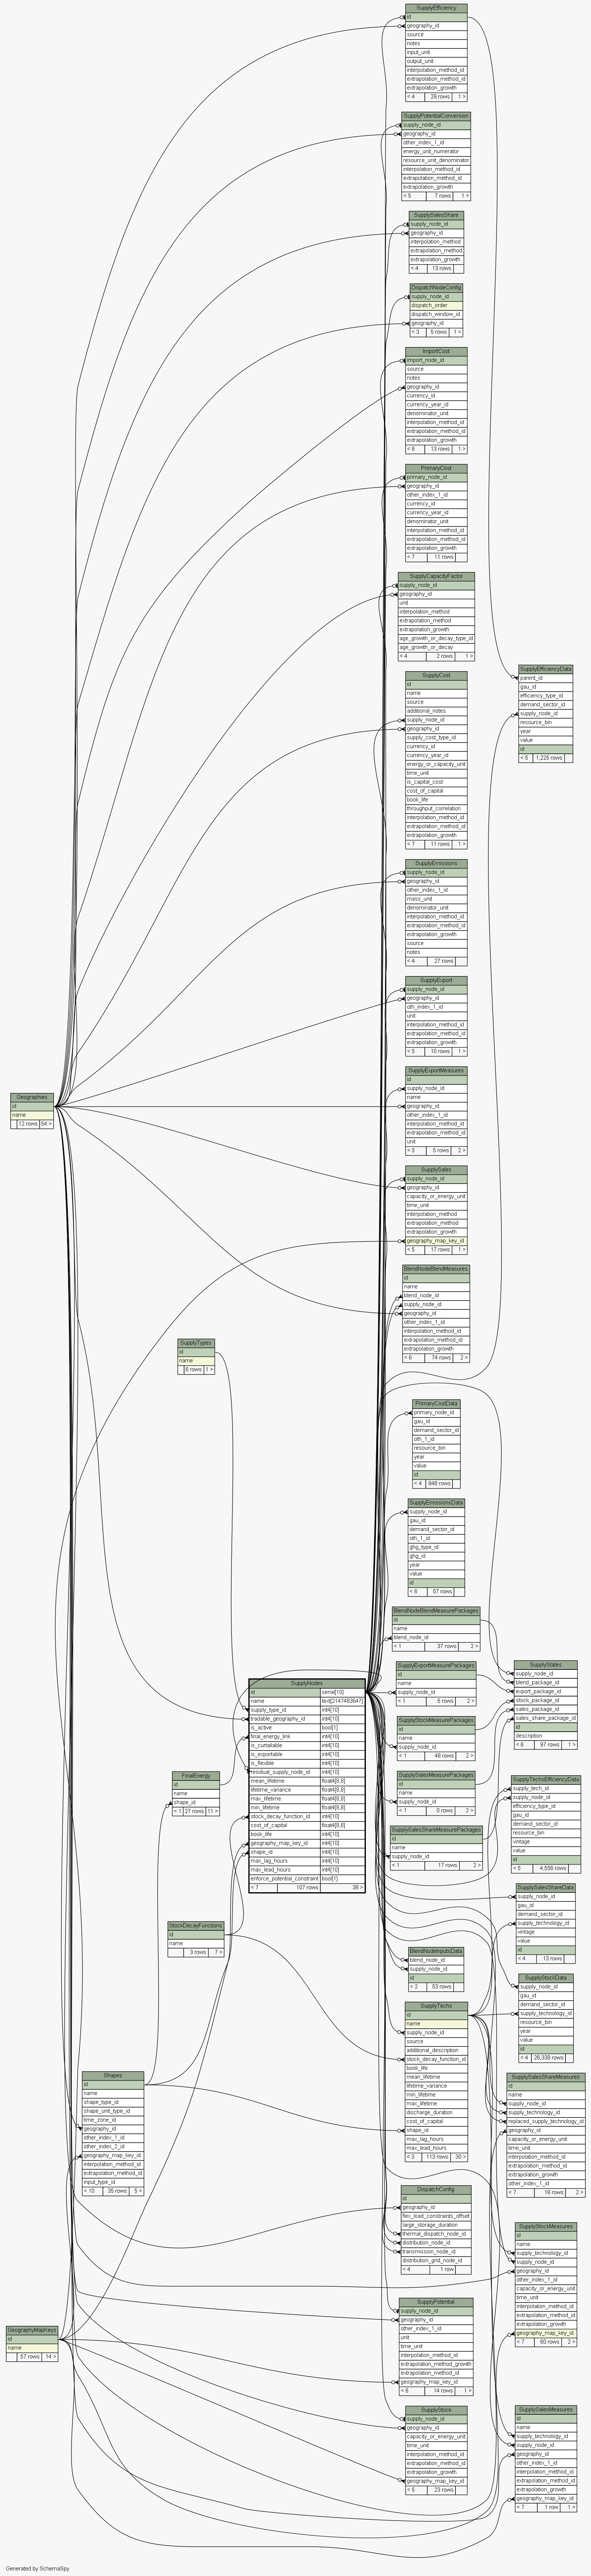 SupplyEfficiency
id
geography_id
source
notes
input_unit
output_unit
interpolation_method_id
extrapolation_method_id
extrapolation_growth
< 4 28 rows 1 >
SupplyPotentialConversion
supply_node_id
geography_id
other_index_1_id
energy_unit_numerator
resource_unit_denominator
interpolation_method_id
extrapolation_method_id
extrapolation_growth
< 5 7 rows 1 >
SupplySalesShare
supply_node_id
geography_id
interpolation_method
extrapolation_method
extrapolation_growth
< 4 13 rows
DispatchNodeConfig
supply_node_id
dispatch_order
dispatch_window_id
geography_id
< 3 5 rows 1 >
ImportCost
import_node_id
source
notes
geography_id
currency_id
currency_year_id
denominator_unit
interpolation_method_id
extrapolation_method_id
extrapolation_growth
< 6 13 rows 1 >
PrimaryCost
primary_node_id
geography_id
other_index_1_id
currency_id
currency_year_id
denominator_unit
interpolation_method_id
extrapolation_method_id
extrapolation_growth
< 7 11 rows
SupplyCapacityFactor
supply_node_id
geography_id
unit
interpolation_method
extrapolation_method
extrapolation_growth
age_growth_or_decay_type_id
age_growth_or_decay
< 4 2 rows 1 >
SupplyCost
id
name
source
additional_notes
supply_node_id
geography_id
supply_cost_type_id
currency_id
currency_year_id
energy_or_capacity_unit
time_unit
is_capital_cost
cost_of_capital
book_life
throughput_correlation
interpolation_method_id
extrapolation_method_id
extrapolation_growth
< 7 11 rows 1 >
SupplyEfficiencyData
parent_id
gau_id
efficiency_type_id
demand_sector_id
supply_node_id
resource_bin
year
value
id
< 5 1,225 rows
SupplyEmissions
supply_node_id
geography_id
other_index_1_id
mass_unit
denominator_unit
interpolation_method_id
extrapolation_method_id
extrapolation_growth
source
notes
< 4 27 rows
SupplyExport
supply_node_id
geography_id
oth_index_1_id
unit
interpolation_method_id
extrapolation_method_id
extrapolation_growth
< 5 10 rows 1 >
SupplyExportMeasures
id
supply_node_id
name
geography_id
other_index_1_id
interpolation_method_id
extrapolation_method_id
unit
< 5 5 rows 2 >
Geographies
id
name
12 rows 54 >
SupplySales
supply_node_id
geography_id
capacity_or_energy_unit
time_unit
interpolation_method
extrapolation_method
extrapolation_growth
geography_map_key_id
< 5 17 rows 1 >
BlendNodeBlendMeasures
id
name
blend_node_id
supply_node_id
geography_id
other_index_1_id
interpolation_method_id
extrapolation_method_id
extrapolation_growth
< 6 74 rows 2 >
SupplyTypes
id
name
6 rows 1 >
PrimaryCostData
primary_node_id
gau_id
demand_sector_id
oth_1_id
resource_bin
year
value
id
< 4 848 rows
SupplyEmissionsData
supply_node_id
gau_id
demand_sector_id
oth_1_id
ghg_type_id
ghg_id
year
value
id
< 6 57 rows
BlendNodeBlendMeasurePackages
id
name
blend_node_id
< 1 37 rows 2 >
SupplyExportMeasurePackages
id
name
supply_node_id
< 1 5 rows 2 >
SupplyStockMeasurePackages
id
name
supply_node_id
< 1 48 rows 2 >
SupplySalesMeasurePackages
id
name
supply_node_id
< 1 0 rows 2 >
SupplySalesShareMeasurePackages
id
name
supply_node_id
< 1 17 rows 2 >
SupplyStates
supply_node_id
blend_package_id
export_package_id
stock_package_id
sales_package_id
sales_share_package_id
id
description
< 6 97 rows 1 >
SupplyNodes
id serial[10]
name text[2147483647]
supply_type_id int4[10]
tradable_geography_id int4[10]
is_active bool[1]
final_energy_link int4[10]
is_curtailable int4[10]
is_exportable int4[10]
is_flexible int4[10]
residual_supply_node_id int4[10]
mean_lifetime float4[8,8]
lifetime_variance float4[8,8]
max_lifetime float4[8,8]
min_lifetime float4[8,8]
stock_decay_function_id int4[10]
cost_of_capital float4[8,8]
book_life int4[10]
geography_map_key_id int4[10]
shape_id int4[10]
max_lag_hours int4[10]
max_lead_hours int4[10]
enforce_potential_constraint bool[1]
< 7 107 rows 38 >
FinalEnergy
id
name
shape_id
< 1 27 rows 11 >
SupplyTechsEfficiencyData
supply_tech_id
supply_node_id
efficiency_type_id
gau_id
demand_sector_id
resource_bin
vintage
value
id
< 5 4,556 rows
SupplySalesShareData
supply_node_id
gau_id
demand_sector_id
supply_technology_id
vintage
value
id
< 4 13 rows
StockDecayFunctions
id
name
3 rows 7 >
BlendNodeInputsData
blend_node_id
supply_node_id
id
< 2 53 rows
SupplyStockData
supply_node_id
gau_id
demand_sector_id
supply_technology_id
resource_bin
year
value
id
< 4 26,338 rows
SupplyTechs
id
name
supply_node_id
source
additional_description
stock_decay_function_id
book_life
mean_lifetime
lifetime_variance
min_lifetime
max_lifetime
discharge_duration
cost_of_capital
shape_id
max_lag_hours
max_lead_hours
< 3 113 rows 30 >
Shapes
id
name
shape_type_id
shape_unit_type_id
time_zone_id
geography_id
other_index_1_id
other_index_2_id
geography_map_key_id
interpolation_method_id
extrapolation_method_id
input_type_id
< 10 35 rows 5 >
SupplySalesShareMeasures
id
name
supply_node_id
supply_technology_id
replaced_supply_technology_id
geography_id
capacity_or_energy_unit
time_unit
interpolation_method_id
extrapolation_method_id
extrapolation_growth
other_index_1_id
< 7 18 rows 2 >
DispatchConfig
id
geography_id
flex_load_constraints_offset
large_storage_duration
thermal_dispatch_node_id
distribution_node_id
transmission_node_id
distribution_grid_node_id
< 4 1 row
SupplyStockMeasures
id
name
supply_technology_id
supply_node_id
geography_id
other_index_1_id
capacity_or_energy_unit
time_unit
interpolation_method_id
extrapolation_method_id
extrapolation_growth
geography_map_key_id
< 7 60 rows 2 >
SupplyPotential
supply_node_id
geography_id
other_index_1_id
unit
time_unit
interpolation_method_id
extrapolation_method_growth
extrapolation_method_id
geography_map_key_id
< 6 14 rows 1 >
GeographyMapKeys
id
name
57 rows 14 >
SupplyStock
supply_node_id
geography_id
capacity_or_energy_unit
time_unit
interpolation_method_id
extrapolation_method_id
extrapolation_growth
geography_map_key_id
< 5 23 rows
SupplySalesMeasures
id
name
supply_technology_id
supply_node_id
geography_id
other_index_1_id
interpolation_method_id
extrapolation_method_id
extrapolation_growth
geography_map_key_id
< 7 1 row 1 >
Generated by SchemaSpy